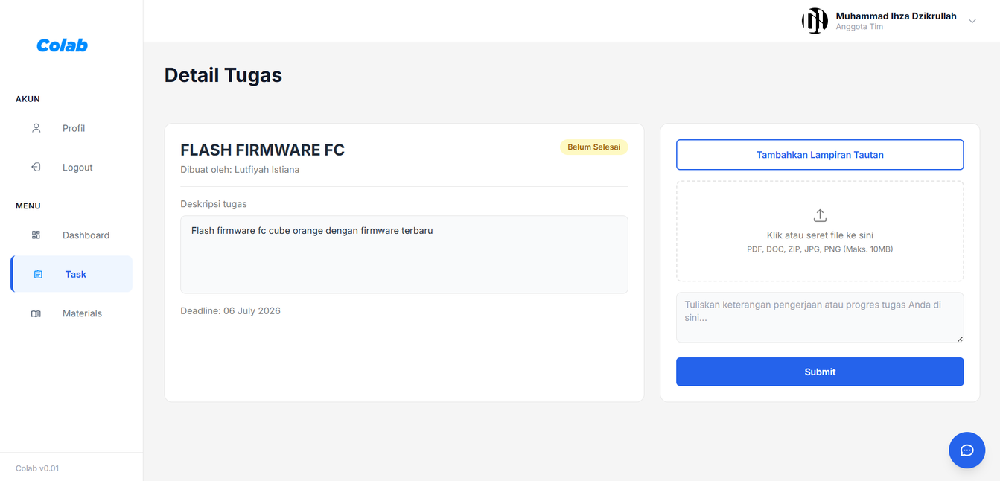 Colab
AKUN
Profil
Logout
MENU
Dashboard
Task
Materials
Colab v0.01
Muhammad Ihza Dzikrullah
Anggota Tim
Detail Tugas
FLASH FIRMWARE FC
Belum Selesai
Dibuat oleh: Lutfiyah Istiana
Deskripsi tugas
Flash firmware fc cube orange dengan firmware terbaru
Deadline: 06 July 2026
Tambahkan Lampiran Tautan
Klik atau seret file ke sini
PDF, DOC, ZIP, JPG, PNG (Maks. 10MB)
Tuliskan keterangan pengerjaan atau progres tugas Anda di
sini...
Submit